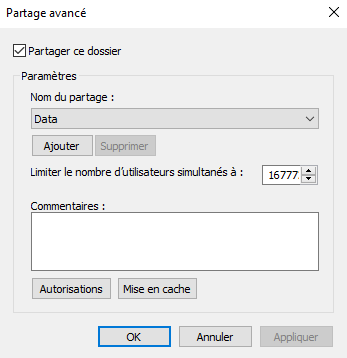 Partage avancé
Partager ce dossier
Paramètres
Nom du partage :
Data
Ajouter Supprimer
Limiter le nombre d'utilisateurs simultanés à : 16777
Commentaires :
Autorisations Mise en cache
OK Annuler Appliquer